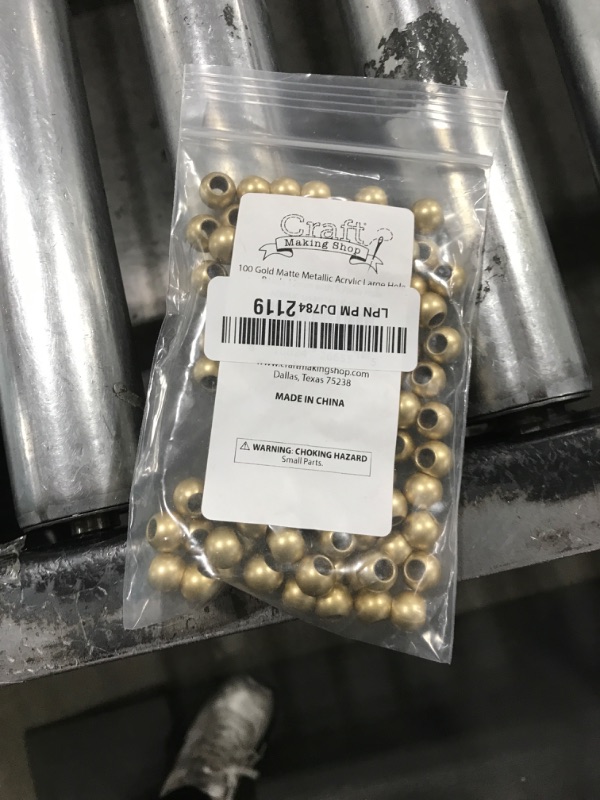 Craft
Making Shop
100 Gold Matte Metallic Acrylic Large Hole
LPN PM DJ784 2119
www.craftmakingshop.com
Dallas, Texas 75238
MADE IN CHINA
⚠ WARNING: CHOKING HAZARD
Small Parts.